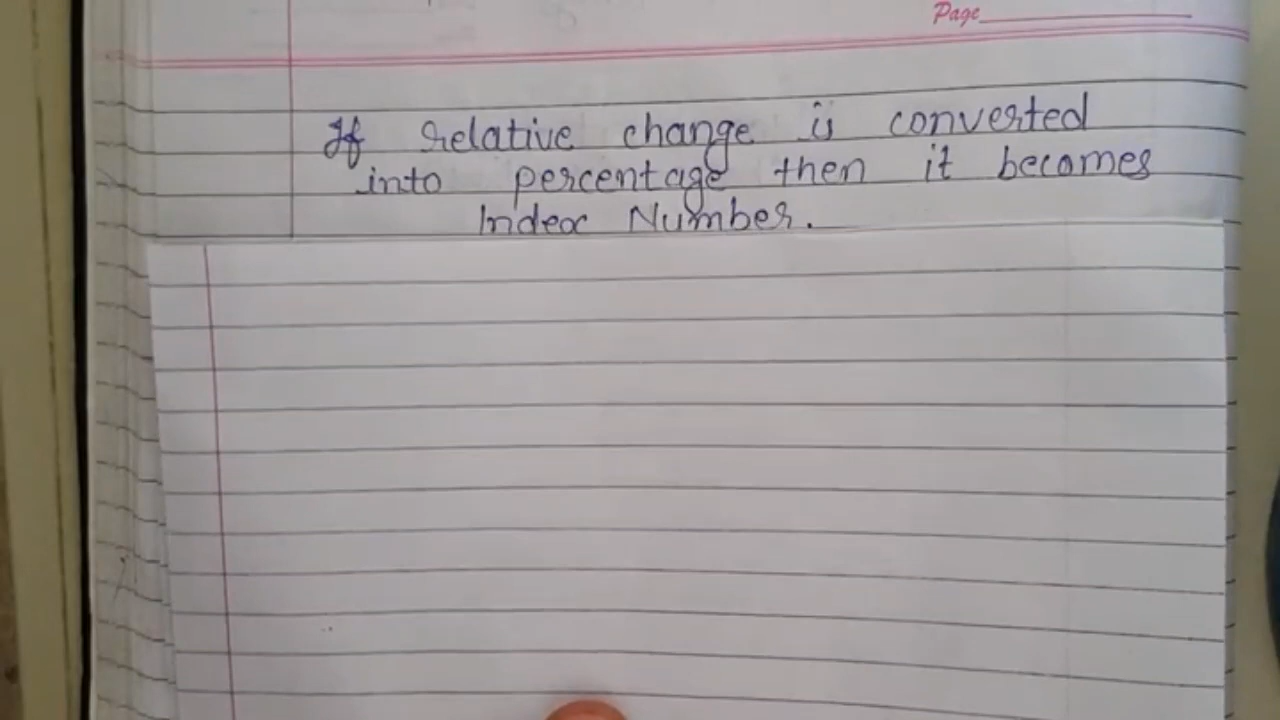 Page
If relative change is converted
into percentage then it becomes
Index Number.